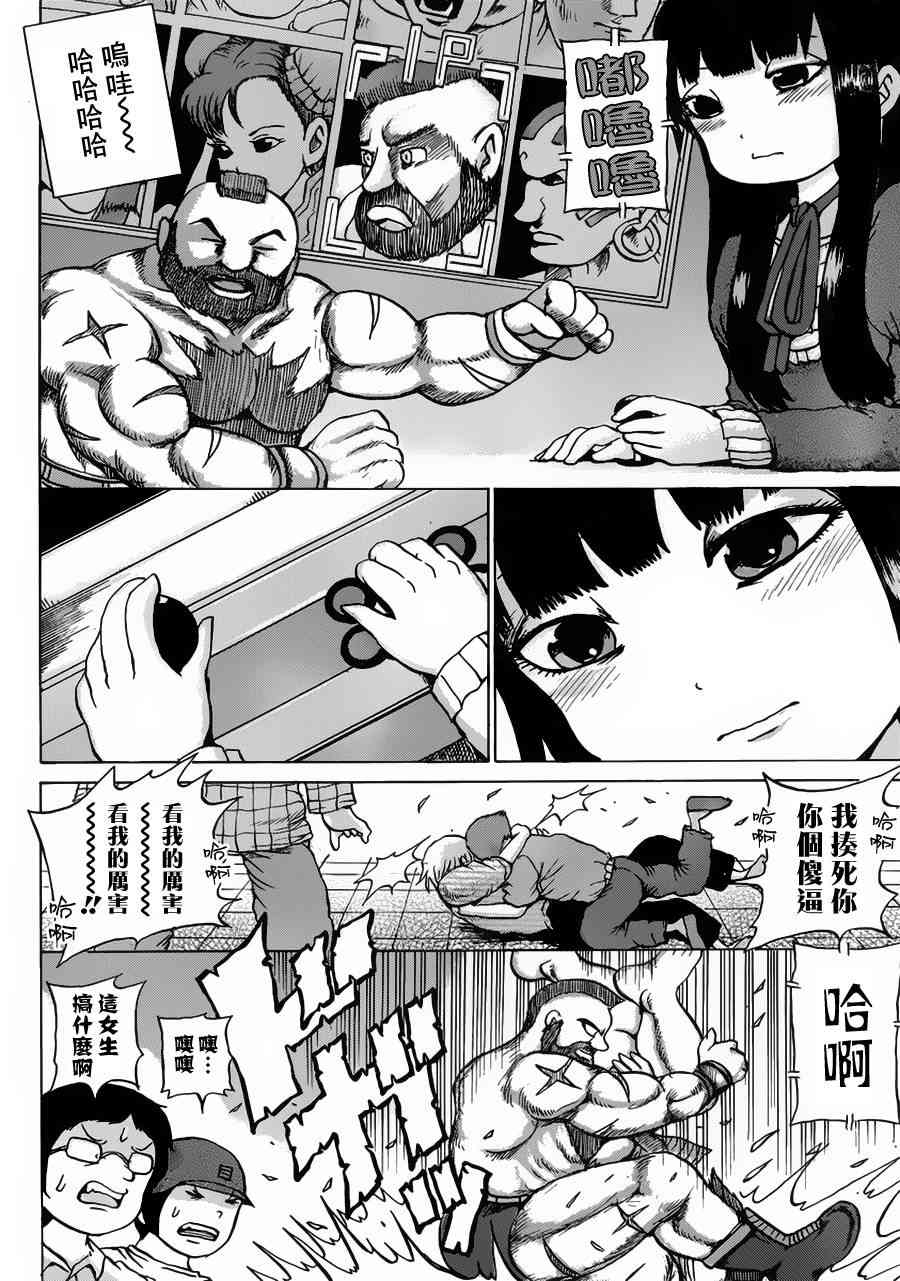 嘟嚕嚕
1P
嗚哇～～～
哈哈哈哈
我揍死你
你個傻逼
哈啊
哈啊
看我的厲害
～～～～～
看我的厲害
～～～～～!!
哈啊
哈啊
哈啊
噢…
噢噢
這女生
搞什麼啊